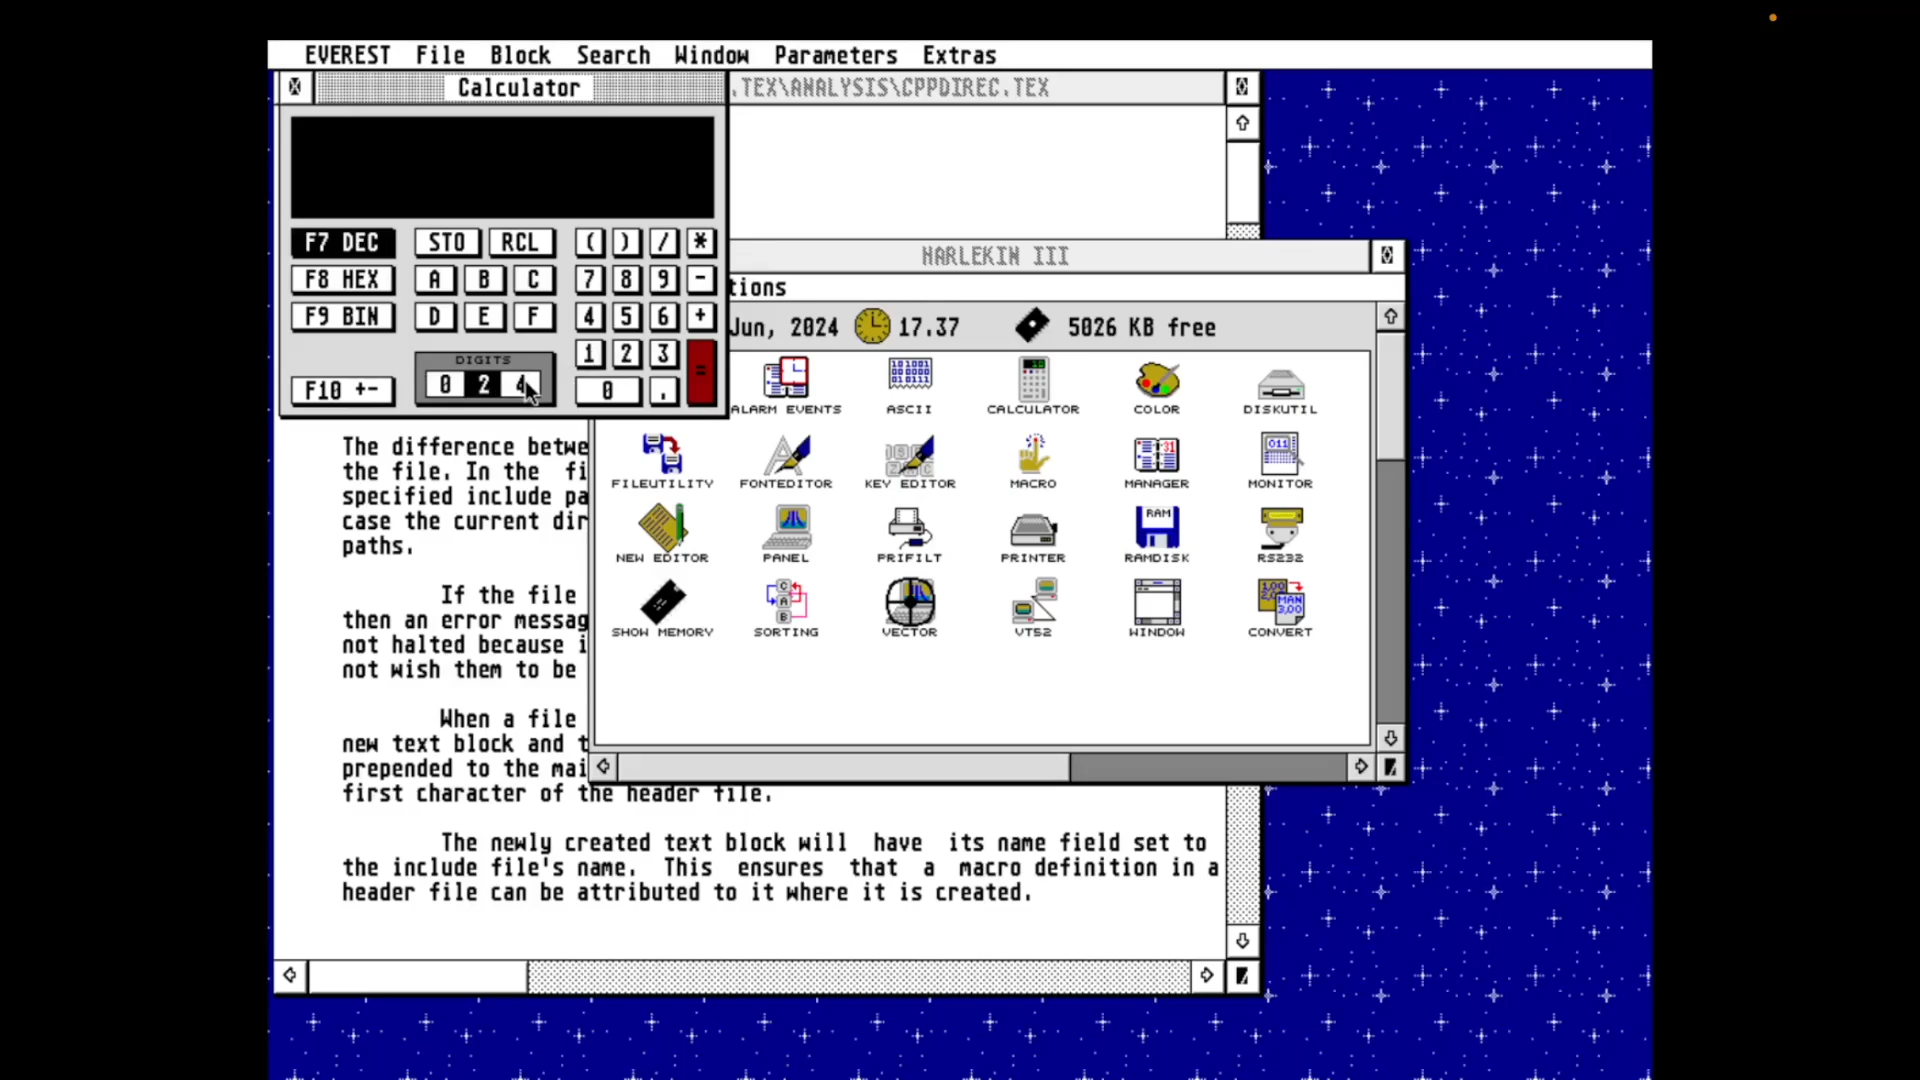 EVEREST File Block Search Window Parameters Extras
Calculator
.TEX\ANALYSIS\CPPDIREC.TEX
F7 DEC STO RCL ( ) / *
F8 HEX A B C 7 8 9 -
F9 BIN D E F 4 5 6 +
DIGITS
1 2 3 =
F10 +- 0 2 4 0 .
HARLEKIN III
tions
Jun, 2024 17.37 5026 KB free
ALARM EVENTS ASCII CALCULATOR COLOR DISKUTIL
FILEUTILITY FONTEDITOR KEY EDITOR MACRO MANAGER MONITOR
NEW EDITOR PANEL PRIFILT PRINTER RAMDISK RS232
SHOW MEMORY SORTING VECTOR VT52 WINDOW CONVERT
The difference betwe
the file. In the fi
specified include pa
case the current dir
paths.
If the file
then an error messag
not halted because i
not wish them to be
When a file
new text block and t
prepended to the mai
first character of the header file.
The newly created text block will have its name field set to
the include file's name. This ensures that a macro definition in a
header file can be attributed to it where it is created.